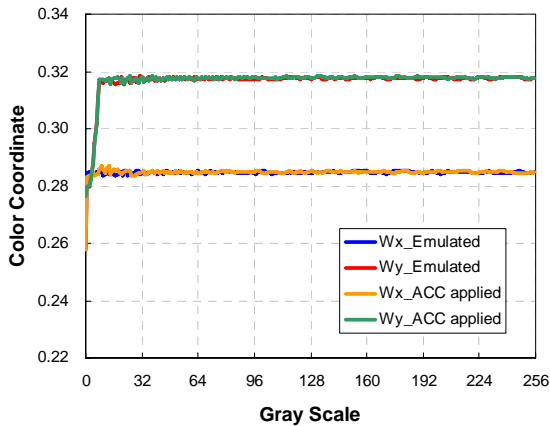 0.34
0.32
0.30
0.28
0.26
0.24
0.22
Color Coordinate
Wx_Emulated
Wy_Emulated
Wx_ACC applied
Wy_ACC applied
0 32 64 96 128 160 192 224 256
Gray Scale